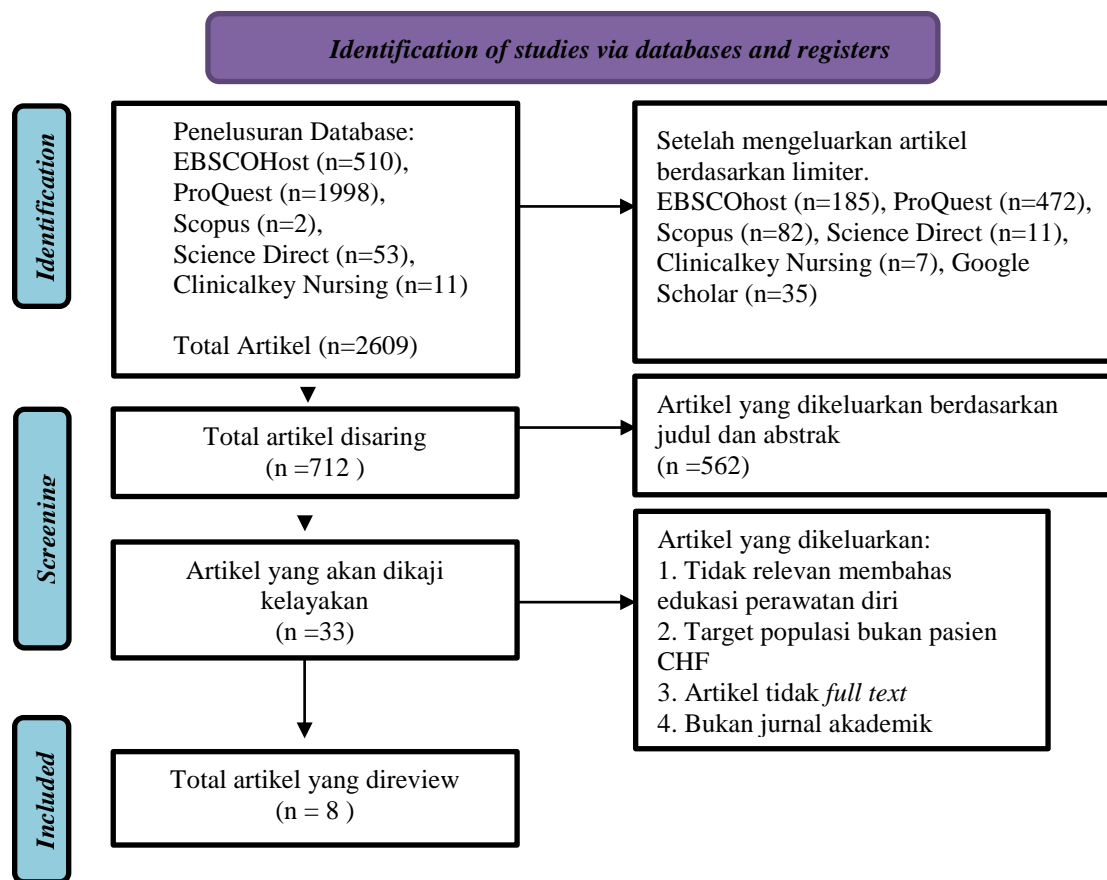 Identification of studies via databases and registers
Identification
Penelusuran Database:
EBSCOHost (n=510),
ProQuest (n=1998),
Scopus (n=2),
Science Direct (n=53),
Clinicalkey Nursing (n=11)
Total Artikel (n=2609)
Setelah mengeluarkan artikel
berdasarkan limiter.
EBSCOhost (n=185), ProQuest (n=472),
Scopus (n=82), Science Direct (n=11),
Clinicalkey Nursing (n=7), Google
Scholar (n=35)
Screening
Total artikel disaring
(n =712 )
Artikel yang dikeluarkan berdasarkan
judul dan abstrak
(n =562)
Artikel yang akan dikaji
kelayakan
(n =33)
Artikel yang dikeluarkan:
1. Tidak relevan membahas
edukasi perawatan diri
2. Target populasi bukan pasien
CHF
3. Artikel tidak full text
4. Bukan jurnal akademik
Included
Total artikel yang direview
(n = 8 )